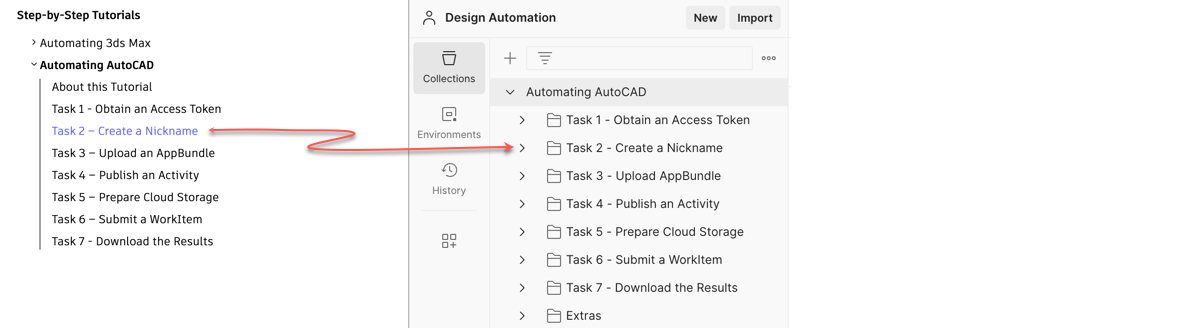 Step-by-Step Tutorials
Automating 3ds Max
Automating AutoCAD
About this Tutorial
Task 1 - Obtain an Access Token
Task 2 – Create a Nickname
Task 3 – Upload an AppBundle
Task 4 – Publish an Activity
Task 5 – Prepare Cloud Storage
Task 6 – Submit a WorkItem
Task 7 - Download the Results
Design Automation
New
Import
Collections
Environments
History
Automating AutoCAD
Task 1 - Obtain an Access Token
Task 2 - Create a Nickname
Task 3 - Upload AppBundle
Task 4 - Publish an Activity
Task 5 - Prepare Cloud Storage
Task 6 - Submit a WorkItem
Task 7 - Download the Results
Extras